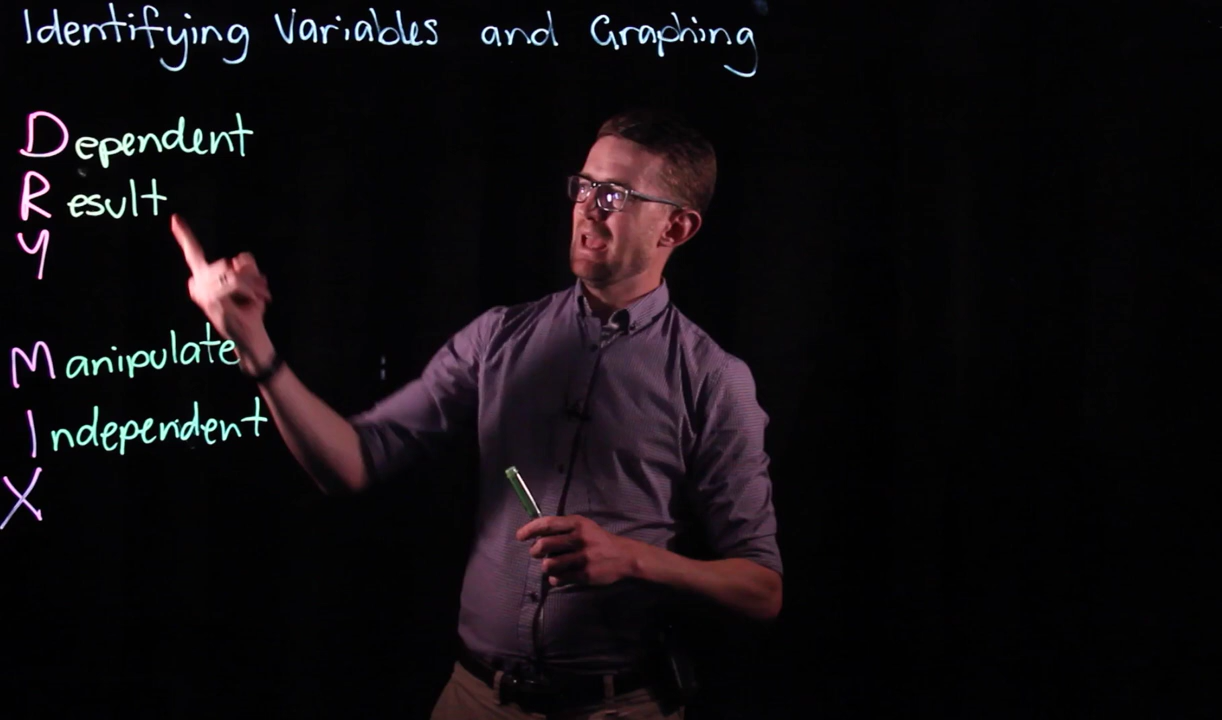 Identifying Variables and Graphing
Dependent
Result
Y
Manipulate
Independent
X